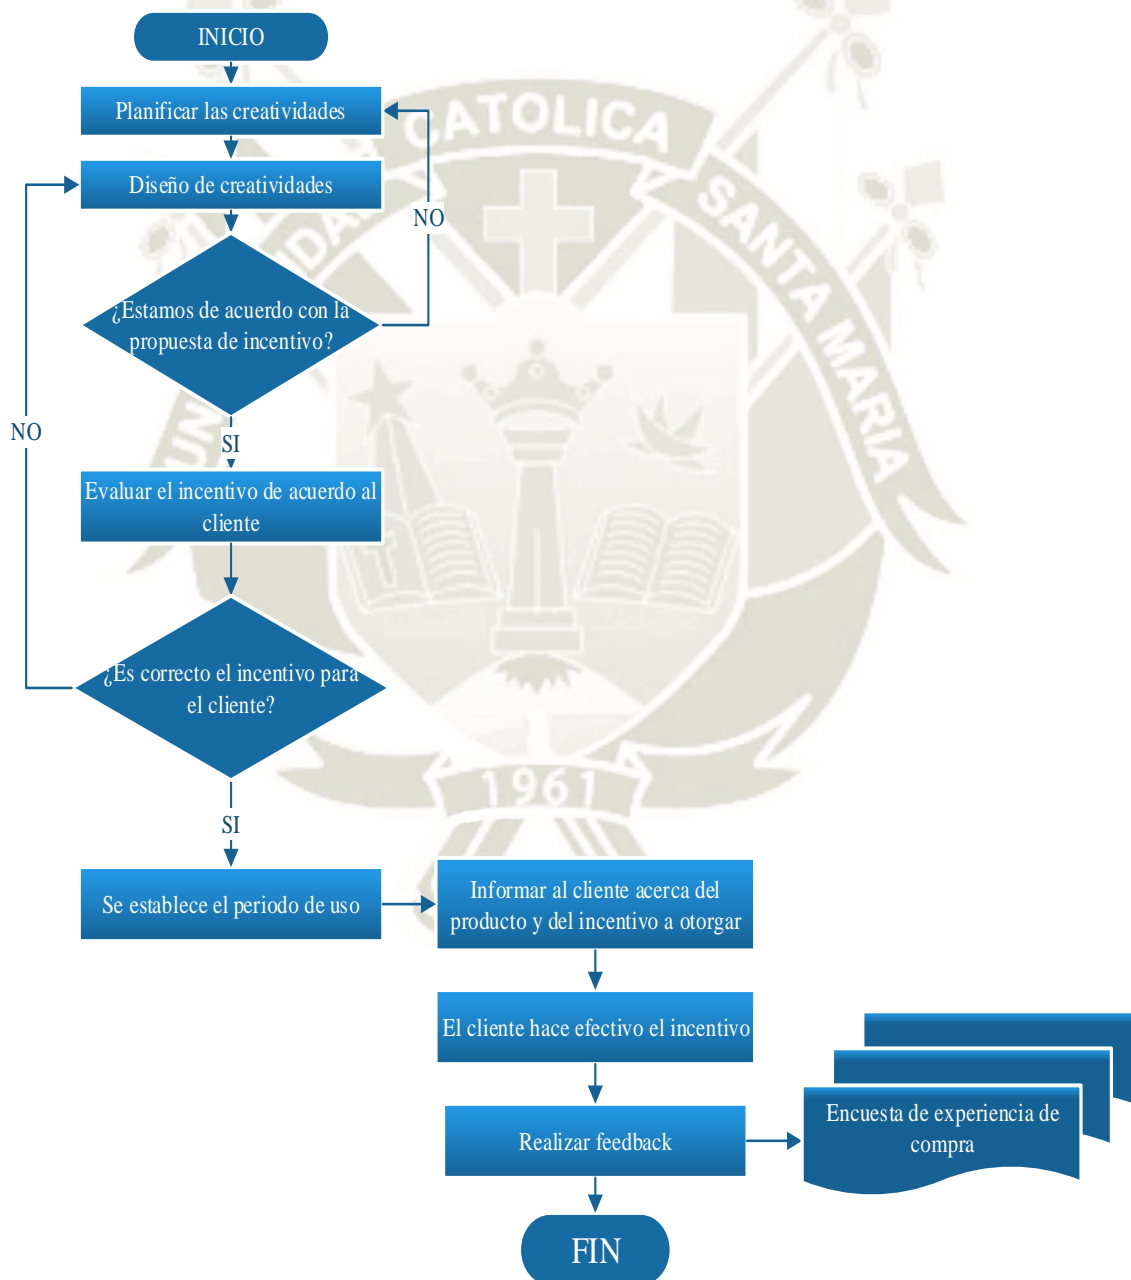 INICIO
Planificar las creatividades
Diseño de creatividades
NO
¿Estamos de acuerdo con la
propuesta de incentivo?
NO
SI
Evaluar el incentivo de acuerdo al
cliente
¿Es correcto el incentivo para
el cliente?
SI
Se establece el periodo de uso
Informar al cliente acerca del
producto y del incentivo a otorgar
El cliente hace efectivo el incentivo
Realizar feedback
Encuesta de experiencia de
compra
FIN
CATOLICA
SANTA MARIA
1961